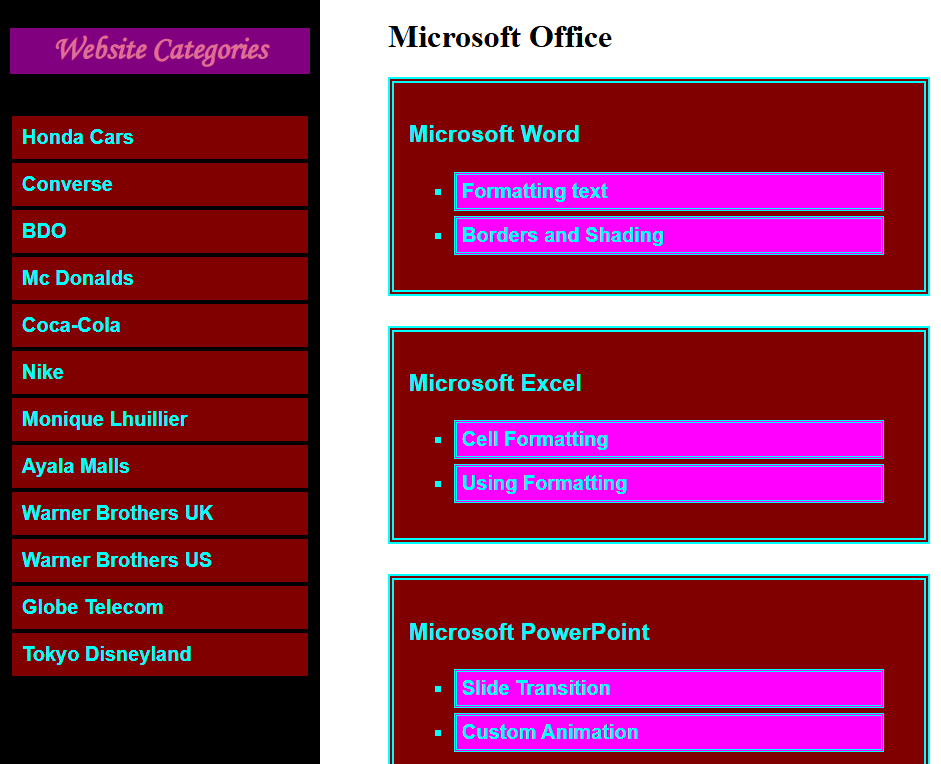 Website Categories
Honda Cars
Converse
BDO
Mc Donalds
Coca-Cola
Nike
Monique Lhuillier
Ayala Malls
Warner Brothers UK
Warner Brothers US
Globe Telecom
Tokyo Disneyland
Microsoft Office
Microsoft Word
Formatting text
Borders and Shading
Microsoft Excel
Cell Formatting
Using Formatting
Microsoft PowerPoint
Slide Transition
Custom Animation